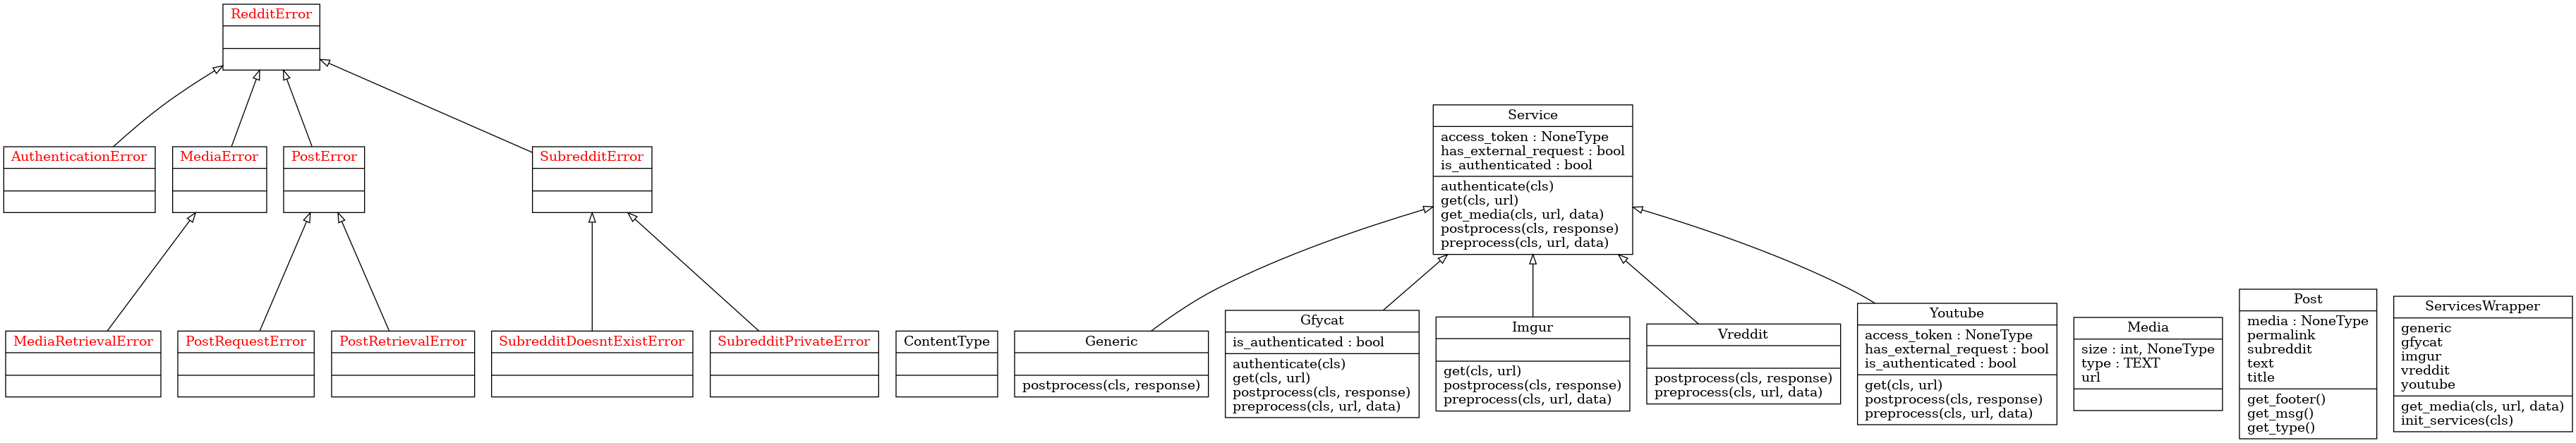 RedditError
AuthenticationError
MediaError
PostError
SubredditError
MediaRetrievalError
PostRequestError
PostRetrievalError
SubredditDoesntExistError
SubredditPrivateError
ContentType
Service
access_token : NoneType
has_external_request : bool
is_authenticated : bool
authenticate(cls)
get(cls, url)
get_media(cls, url, data)
postprocess(cls, response)
preprocess(cls, url, data)
Generic
postprocess(cls, response)
Gfycat
is_authenticated : bool
authenticate(cls)
get(cls, url)
postprocess(cls, response)
preprocess(cls, url, data)
Imgur
get(cls, url)
postprocess(cls, response)
preprocess(cls, url, data)
Vreddit
postprocess(cls, response)
preprocess(cls, url, data)
Youtube
access_token : NoneType
has_external_request : bool
is_authenticated : bool
get(cls, url)
postprocess(cls, response)
preprocess(cls, url, data)
Media
size : int, NoneType
type : TEXT
url
Post
media : NoneType
permalink
subreddit
text
title
get_footer()
get_msg()
get_type()
ServicesWrapper
generic
gfycat
imgur
vreddit
youtube
get_media(cls, url, data)
init_services(cls)